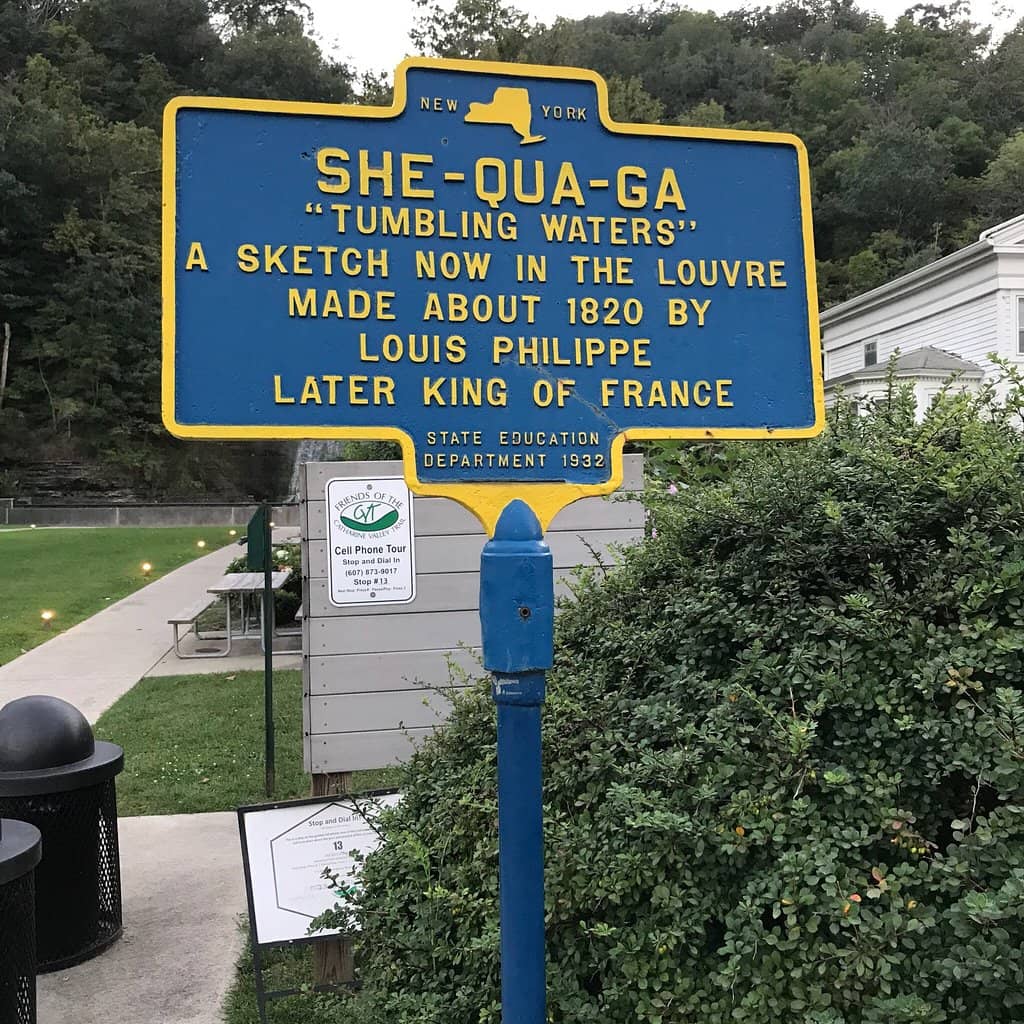 NEW YORK
SHE-QUA-GA
"TUMBLING WATERS"
A SKETCH NOW IN THE LOUVRE
MADE ABOUT 1820 BY
LOUIS PHILIPPE
LATER KING OF FRANCE
STATE EDUCATION
DEPARTMENT 1932
FRIENDS OF THE
CVT
CATHARINE VALLEY TRAIL
Cell Phone Tour
Stop and Dial In
(607) 873-9017
Stop #13
Stop and Dial In!
13